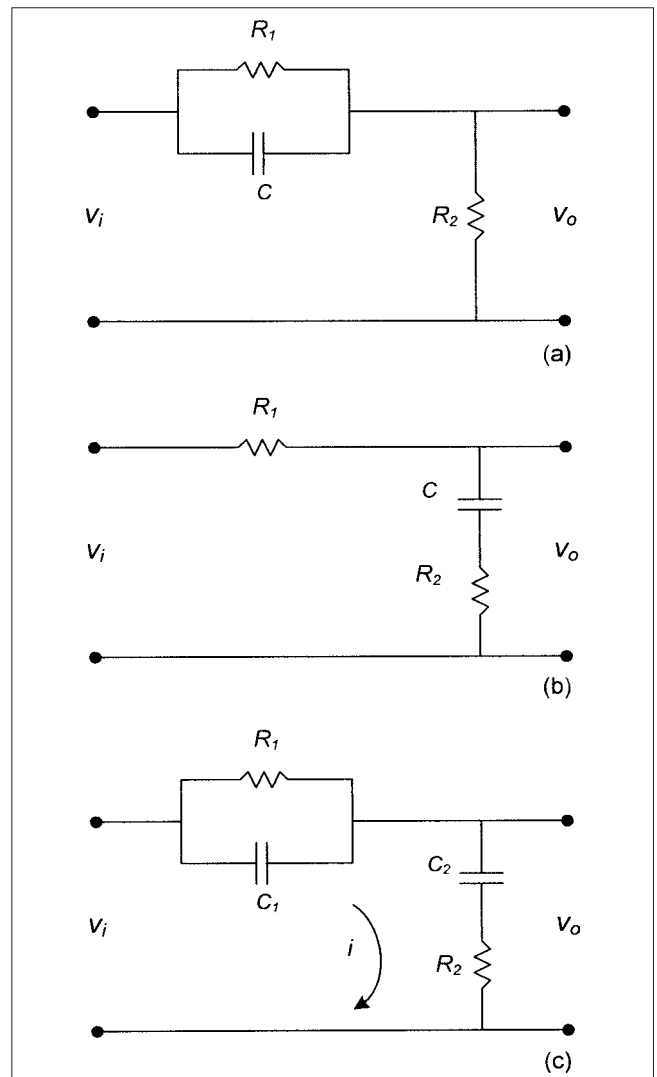 R₁
C
vᵢ
R₂
vₒ
(a)
R₁
C
vᵢ
R₂
vₒ
(b)
R₁
C₁
C₂
vᵢ
i
R₂
vₒ
(c)